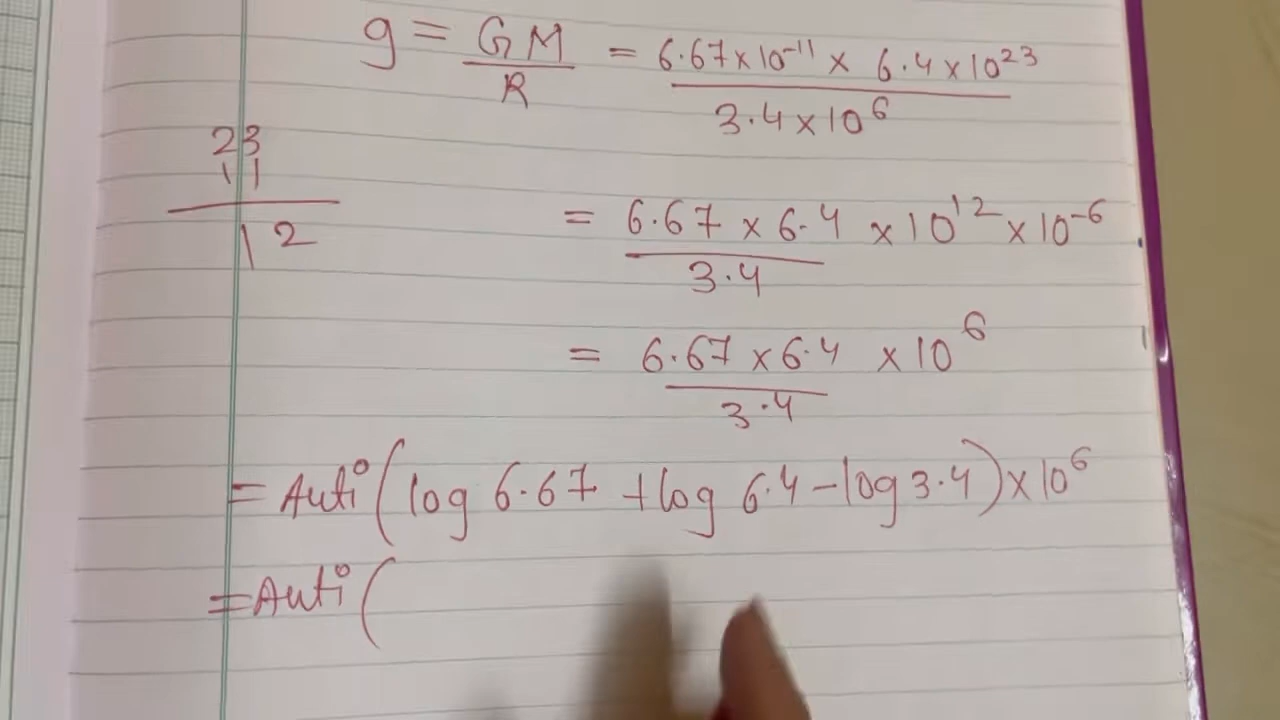 g = GM/R = 6.67×10⁻¹¹ × 6.4×10²³ / 3.4×10⁶
23
11
12
= 6.67 × 6.4 / 3.4 ×10¹² ×10⁻⁶
= 6.67 × 6.4 / 3.4 ×10⁶
= Anti° (log 6.67 + log 6.4 − log 3.4) ×10⁶
= Anti° (